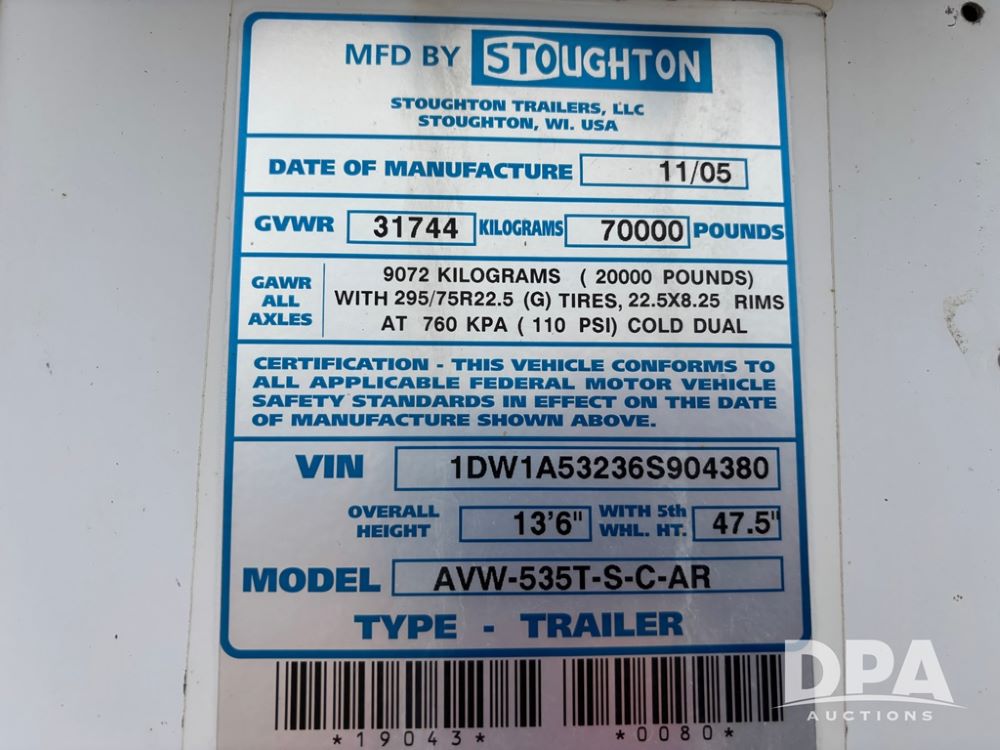 MFD BY STOUGHTON
STOUGHTON TRAILERS, LLC
STOUGHTON, WI. USA
DATE OF MANUFACTURE 11/05
GVWR 31744 KILOGRAMS 70000 POUNDS
GAWR
ALL
AXLES
9072 KILOGRAMS ( 20000 POUNDS)
WITH 295/75R22.5 (G) TIRES, 22.5X8.25 RIMS
AT 760 KPA ( 110 PSI) COLD DUAL
CERTIFICATION - THIS VEHICLE CONFORMS TO
ALL APPLICABLE FEDERAL MOTOR VEHICLE
SAFETY STANDARDS IN EFFECT ON THE DATE
OF MANUFACTURE SHOWN ABOVE.
VIN 1DW1A53236S904380
OVERALL
HEIGHT
13'6"
WITH 5th
WHL. HT.
47.5"
MODEL AVW-535T-S-C-AR
TYPE - TRAILER
*19043* *0080*
DPA
AUCTIONS